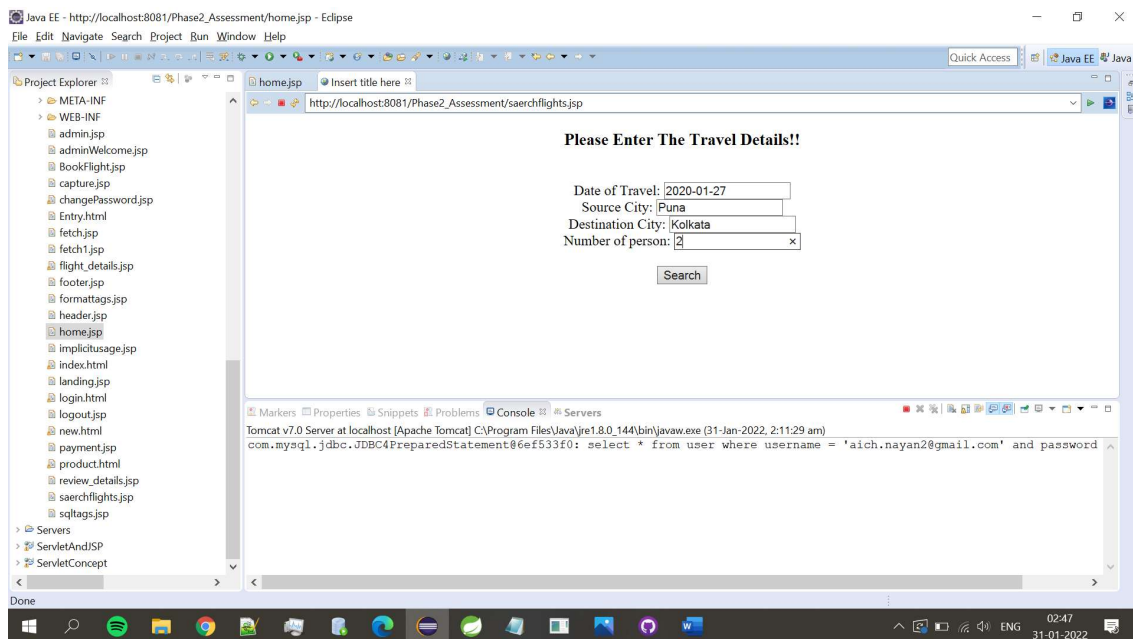 Java EE - http://localhost:8081/Phase2_Assessment/home.jsp - Eclipse
File Edit Navigate Search Project Run Window Help
Quick Access
Java EE
Java
Project Explorer
META-INF
WEB-INF
admin.jsp
adminWelcome.jsp
BookFlight.jsp
capture.jsp
changePassword.jsp
Entry.html
fetch.jsp
fetch1.jsp
flight_details.jsp
footer.jsp
formattags.jsp
header.jsp
home.jsp
implicitusage.jsp
index.html
landing.jsp
login.html
logout.jsp
new.html
payment.jsp
product.html
review_details.jsp
saerchflights.jsp
sqltags.jsp
Servers
ServletAndJSP
ServletConcept
home.jsp
Insert title here
http://localhost:8081/Phase2_Assessment/saerchflights.jsp
Please Enter The Travel Details!!
Date of Travel: 2020-01-27
Source City: Puna
Destination City: Kolkata
Number of person: 2
Search
Markers Properties Snippets Problems Console Servers
Tomcat v7.0 Server at localhost [Apache Tomcat] C:\Program Files\Java\jre1.8.0_144\bin\javaw.exe (31-Jan-2022, 2:11:29 am)
com.mysql.jdbc.JDBC4PreparedStatement@6ef533f0: select * from user where username = 'aich.nayan2@gmail.com' and password
Done
ENG
02:47
31-01-2022